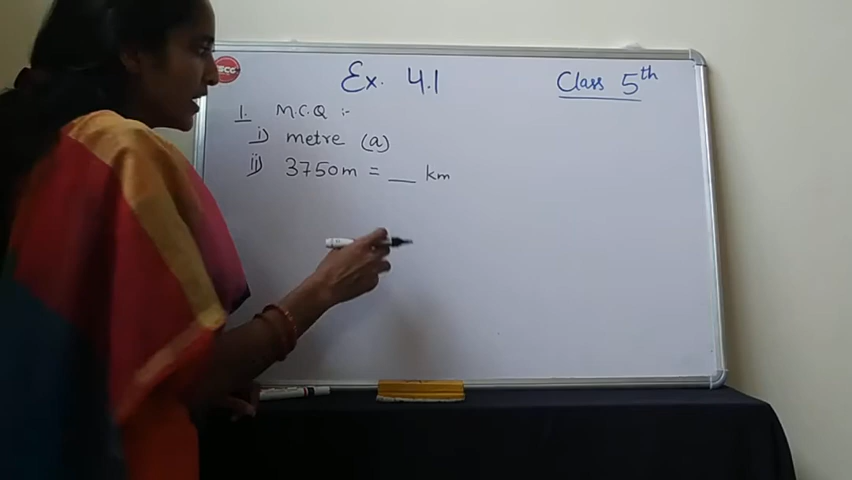 Ex. 4.1
Class 5th
1. M.C.Q :-
i) metre (a)
ii) 3750m = __ km